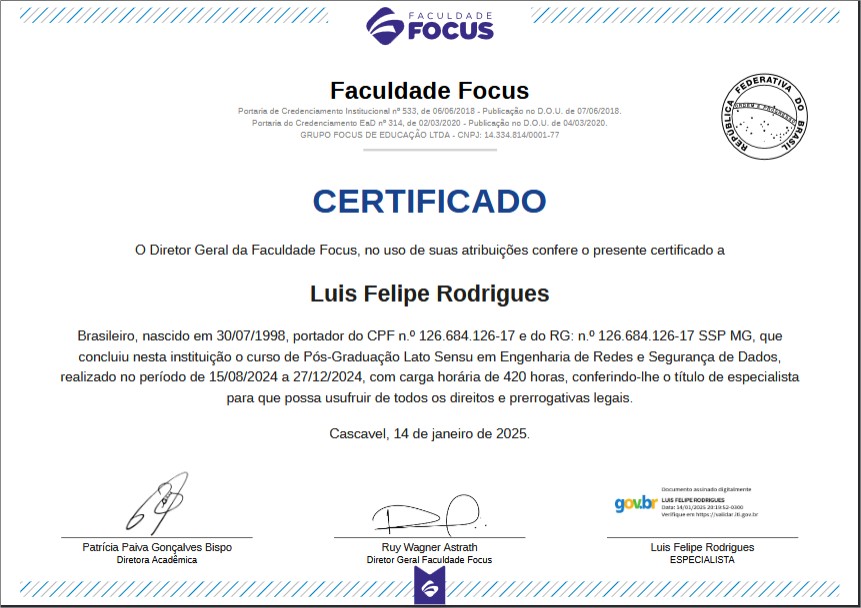 FACULDADE
FOCUS
Faculdade Focus
Portaria de Credenciamento Institucional nº 533, de 06/06/2018 - Publicação no D.O.U. de 07/06/2018.
Portaria do Credenciamento EaD nº 314, de 02/03/2020 - Publicação no D.O.U. de 04/03/2020.
GRUPO FOCUS DE EDUCAÇÃO LTDA - CNPJ: 14.334.814/0001-77
REPÚBLICA FEDERATIVA DO BRASIL
ORDEM E PROGRESSO
CERTIFICADO
O Diretor Geral da Faculdade Focus, no uso de suas atribuições confere o presente certificado a
Luis Felipe Rodrigues
Brasileiro, nascido em 30/07/1998, portador do CPF n.º 126.684.126-17 e do RG: n.º 126.684.126-17 SSP MG, que
concluiu nesta instituição o curso de Pós-Graduação Lato Sensu em Engenharia de Redes e Segurança de Dados,
realizado no período de 15/08/2024 a 27/12/2024, com carga horária de 420 horas, conferindo-lhe o título de especialista
para que possa usufruir de todos os direitos e prerrogativas legais.
Cascavel, 14 de janeiro de 2025.
gov.br
Documento assinado digitalmente
LUIS FELIPE RODRIGUES
Data: 14/01/2025 20:19:52-0300
Verifique em https://validar.iti.gov.br
Patrícia Paiva Gonçalves Bispo
Diretora Acadêmica
Ruy Wagner Astrath
Diretor Geral Faculdade Focus
Luis Felipe Rodrigues
ESPECIALISTA